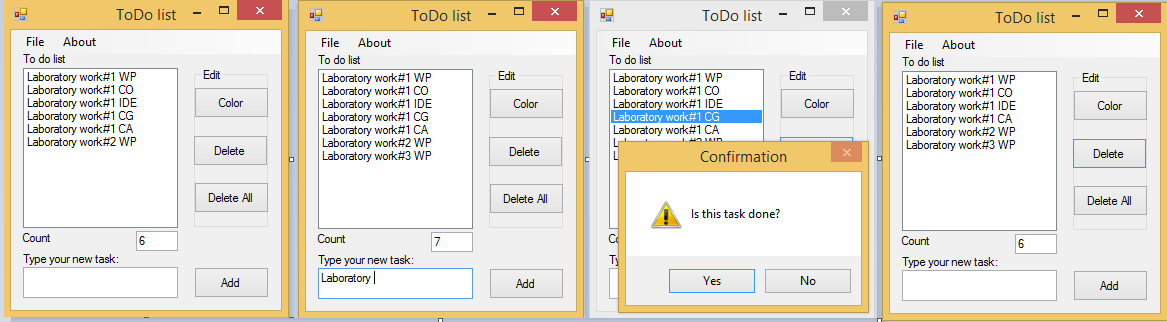 ToDo list
File About
To do list
Laboratory work#1 WP
Laboratory work#1 CO
Laboratory work#1 IDE
Laboratory work#1 CG
Laboratory work#1 CA
Laboratory work#2 WP
Edit
Color
Delete
Delete All
Count 6
Type your new task:
Add
ToDo list
File About
To do list
Laboratory work#1 WP
Laboratory work#1 CO
Laboratory work#1 IDE
Laboratory work#1 CG
Laboratory work#1 CA
Laboratory work#2 WP
Laboratory work#3 WP
Edit
Color
Delete
Delete All
Count 7
Type your new task:
Laboratory
Add
ToDo list
File About
To do list
Laboratory work#1 WP
Laboratory work#1 CO
Laboratory work#1 IDE
Laboratory work#1 CG
Laboratory work#1 CA
Edit
Color
Confirmation
Is this task done?
Yes No
Co
Ty
ToDo list
File About
To do list
Laboratory work#1 WP
Laboratory work#1 CO
Laboratory work#1 IDE
Laboratory work#1 CA
Laboratory work#2 WP
Laboratory work#3 WP
Edit
Color
Delete
Delete All
Count 6
Type your new task:
Add